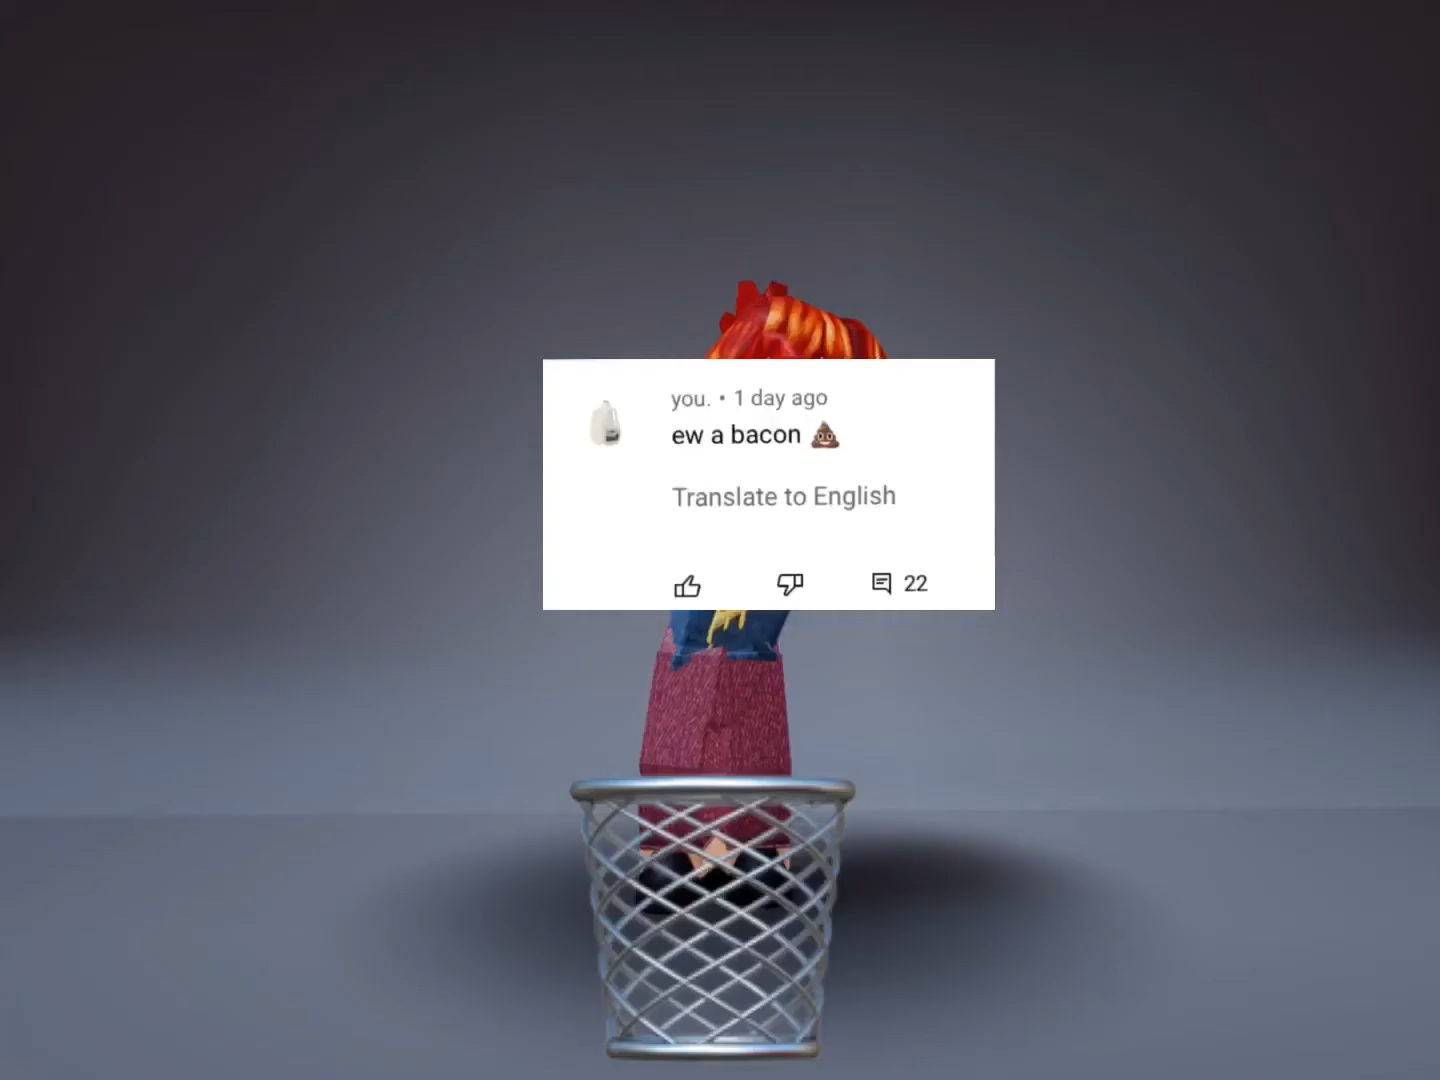 you. • 1 day ago
ew a bacon 💩
Translate to English
22